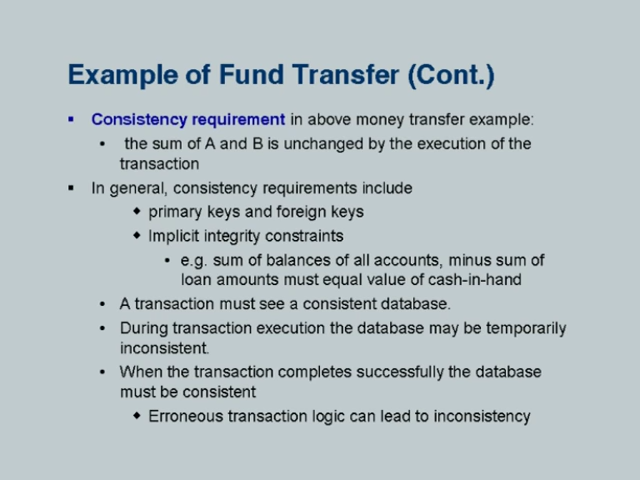 Example of Fund Transfer (Cont.)
▪ Consistency requirement in above money transfer example:
• the sum of A and B is unchanged by the execution of the
transaction
▪ In general, consistency requirements include
◆ primary keys and foreign keys
◆ Implicit integrity constraints
• e.g. sum of balances of all accounts, minus sum of
loan amounts must equal value of cash-in-hand
• A transaction must see a consistent database.
• During transaction execution the database may be temporarily
inconsistent.
• When the transaction completes successfully the database
must be consistent
◆ Erroneous transaction logic can lead to inconsistency